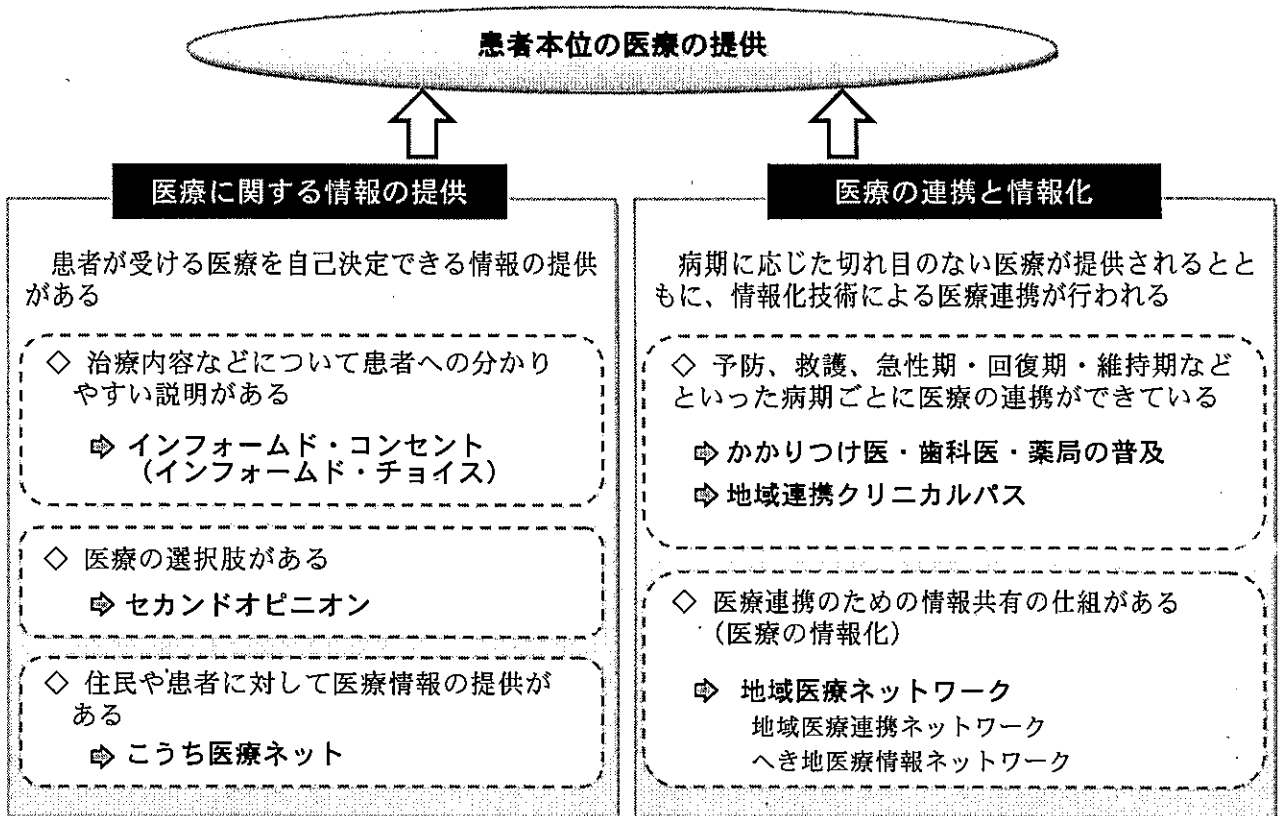 患者本位の医療の提供
医療に関する情報の提供
患者が受ける医療を自己決定できる情報の提供
がある
◇ 治療内容などについて患者への分かり
やすい説明がある
⇨ インフォームド・コンセント
(インフォームド・チョイス)
◇ 医療の選択肢がある
⇨ セカンドオピニオン
◇ 住民や患者に対して医療情報の提供が
ある
⇨ こうち医療ネット
医療の連携と情報化
病期に応じた切れ目のない医療が提供されるとと
もに、情報化技術による医療連携が行われる
◇ 予防、救護、急性期・回復期・維持期など
といった病期ごとに医療の連携ができている
⇨ かかりつけ医・歯科医・薬局の普及
⇨ 地域連携クリニカルパス
◇ 医療連携のための情報共有の仕組がある
(医療の情報化)
⇨ 地域医療ネットワーク
地域医療連携ネットワーク
へき地医療情報ネットワーク